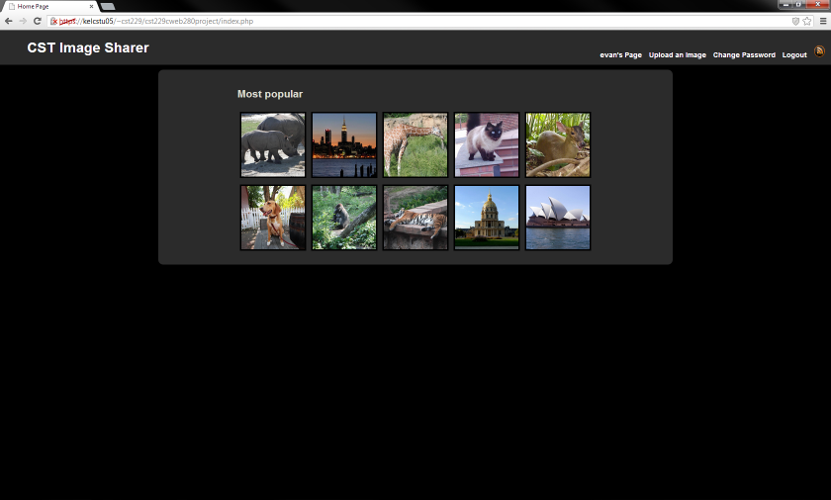 Home Page
https://kelcstu05/~cst229/cst229cweb280project/index.php
CST Image Sharer
evan's Page Upload an Image Change Password Logout
Most popular